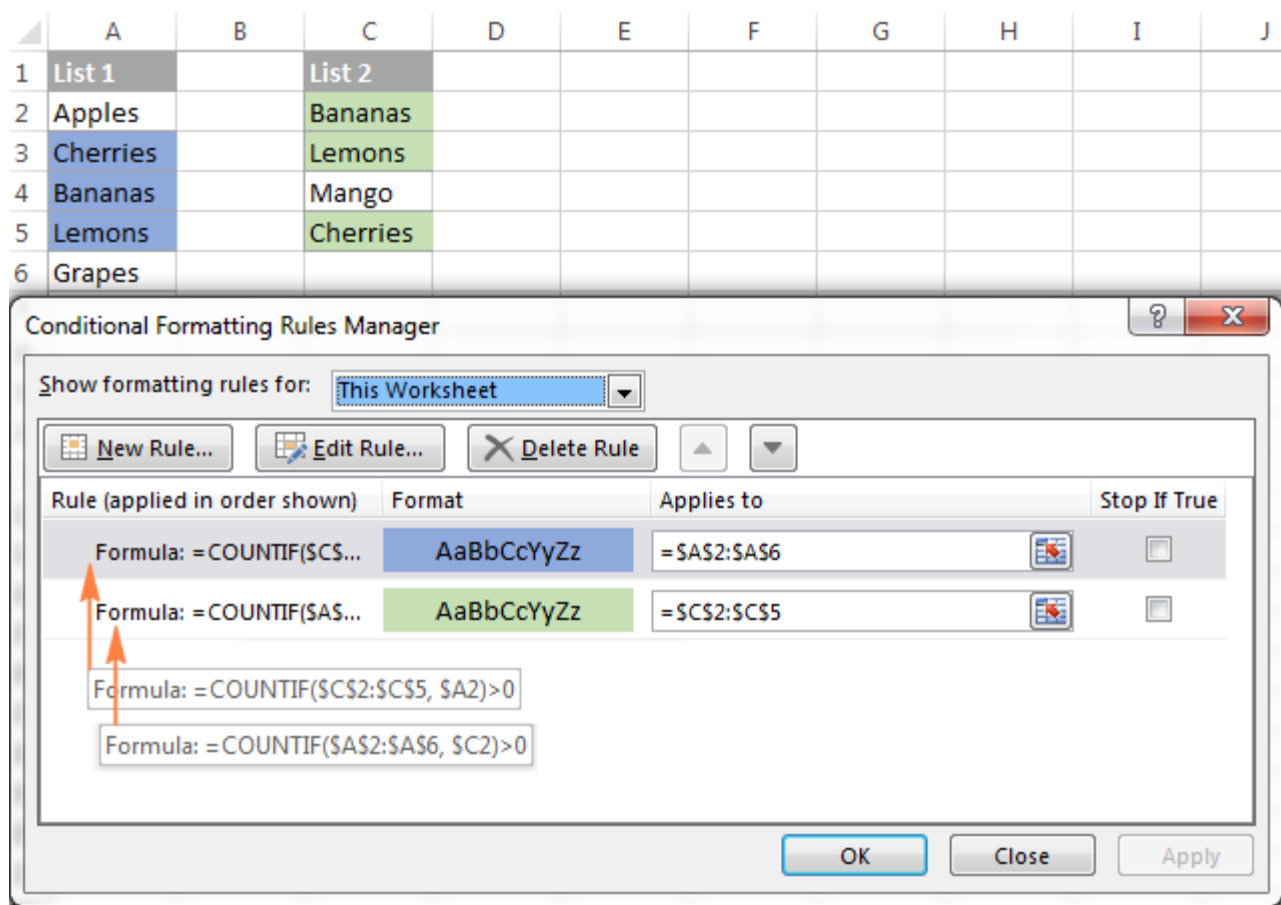 A B C D E F G H I J
1 List 1 List 2
2 Apples Bananas
3 Cherries Lemons
4 Bananas Mango
5 Lemons Cherries
6 Grapes
Conditional Formatting Rules Manager ? X
Show formatting rules for: This Worksheet
New Rule... Edit Rule... Delete Rule
Rule (applied in order shown) Format Applies to Stop If True
Formula: =COUNTIF($C$... AaBbCcYyZz =$A$2:$A$6
Formula: =COUNTIF($A$... AaBbCcYyZz =$C$2:$C$5
Formula: =COUNTIF($C$2:$C$5, $A2)>0
Formula: =COUNTIF($A$2:$A$6, $C2)>0
OK Close Apply